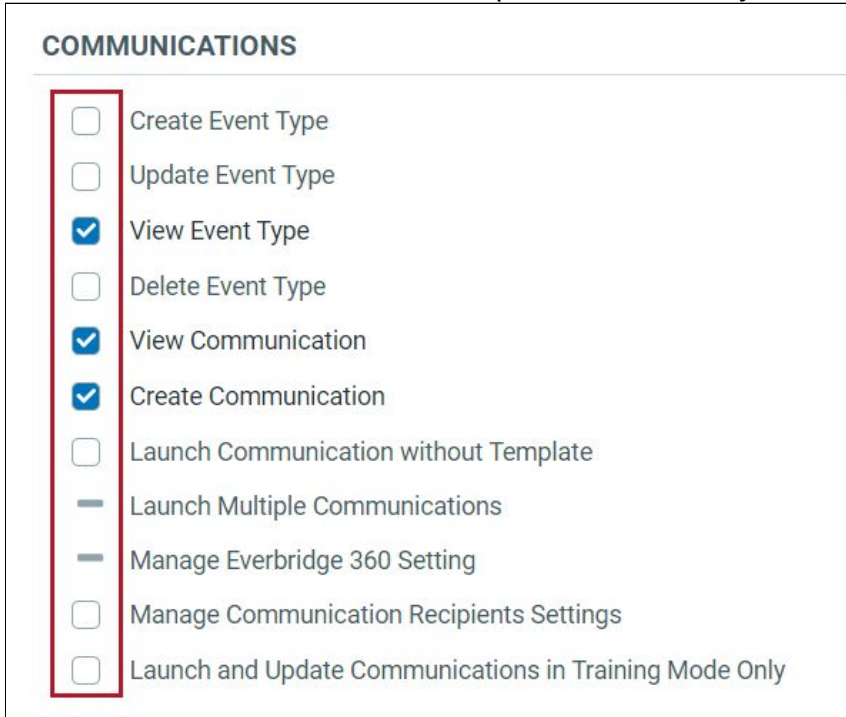 COMMUNICATIONS
Create Event Type
Update Event Type
View Event Type
Delete Event Type
View Communication
Create Communication
Launch Communication without Template
Launch Multiple Communications
Manage Everbridge 360 Setting
Manage Communication Recipients Settings
Launch and Update Communications in Training Mode Only